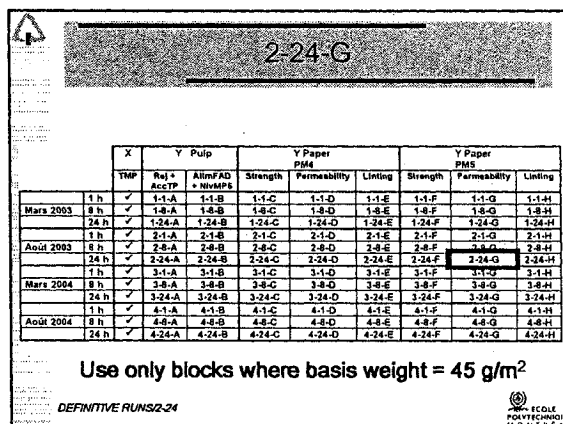 2-24-G
X Y Pulp Y Paper PM4 Y Paper PM5
TMP Rej + AccTP AlimFAD + NivMP5 Strength Permeability Linting Strength Permeability Linting
Mars 2003 1 h ✓ 1-1-A 1-1-B 1-1-C 1-1-D 1-1-E 1-1-F 1-1-G 1-1-H
8 h ✓ 1-8-A 1-8-B 1-8-C 1-8-D 1-8-E 1-8-F 1-8-G 1-8-H
24 h ✓ 1-24-A 1-24-B 1-24-C 1-24-D 1-24-E 1-24-F 1-24-G 1-24-H
Août 2003 1 h ✓ 2-1-A 2-1-B 2-1-C 2-1-D 2-1-E 2-1-F 2-1-G 2-1-H
8 h ✓ 2-8-A 2-8-B 2-8-C 2-8-D 2-8-E 2-8-F 2-8-G 2-8-H
24 h ✓ 2-24-A 2-24-B 2-24-C 2-24-D 2-24-E 2-24-F 2-24-G 2-24-H
Mars 2004 1 h ✓ 3-1-A 3-1-B 3-1-C 3-1-D 3-1-E 3-1-F 3-1-G 3-1-H
8 h ✓ 3-8-A 3-8-B 3-8-C 3-8-D 3-8-E 3-8-F 3-8-G 3-8-H
24 h ✓ 3-24-A 3-24-B 3-24-C 3-24-D 3-24-E 3-24-F 3-24-G 3-24-H
Août 2004 1 h ✓ 4-1-A 4-1-B 4-1-C 4-1-D 4-1-E 4-1-F 4-1-G 4-1-H
8 h ✓ 4-8-A 4-8-B 4-8-C 4-8-D 4-8-E 4-8-F 4-8-G 4-8-H
24 h ✓ 4-24-A 4-24-B 4-24-C 4-24-D 4-24-E 4-24-F 4-24-G 4-24-H
Use only blocks where basis weight = 45 g/m²
DEFINITIVE RUNS/2-24
ECOLE